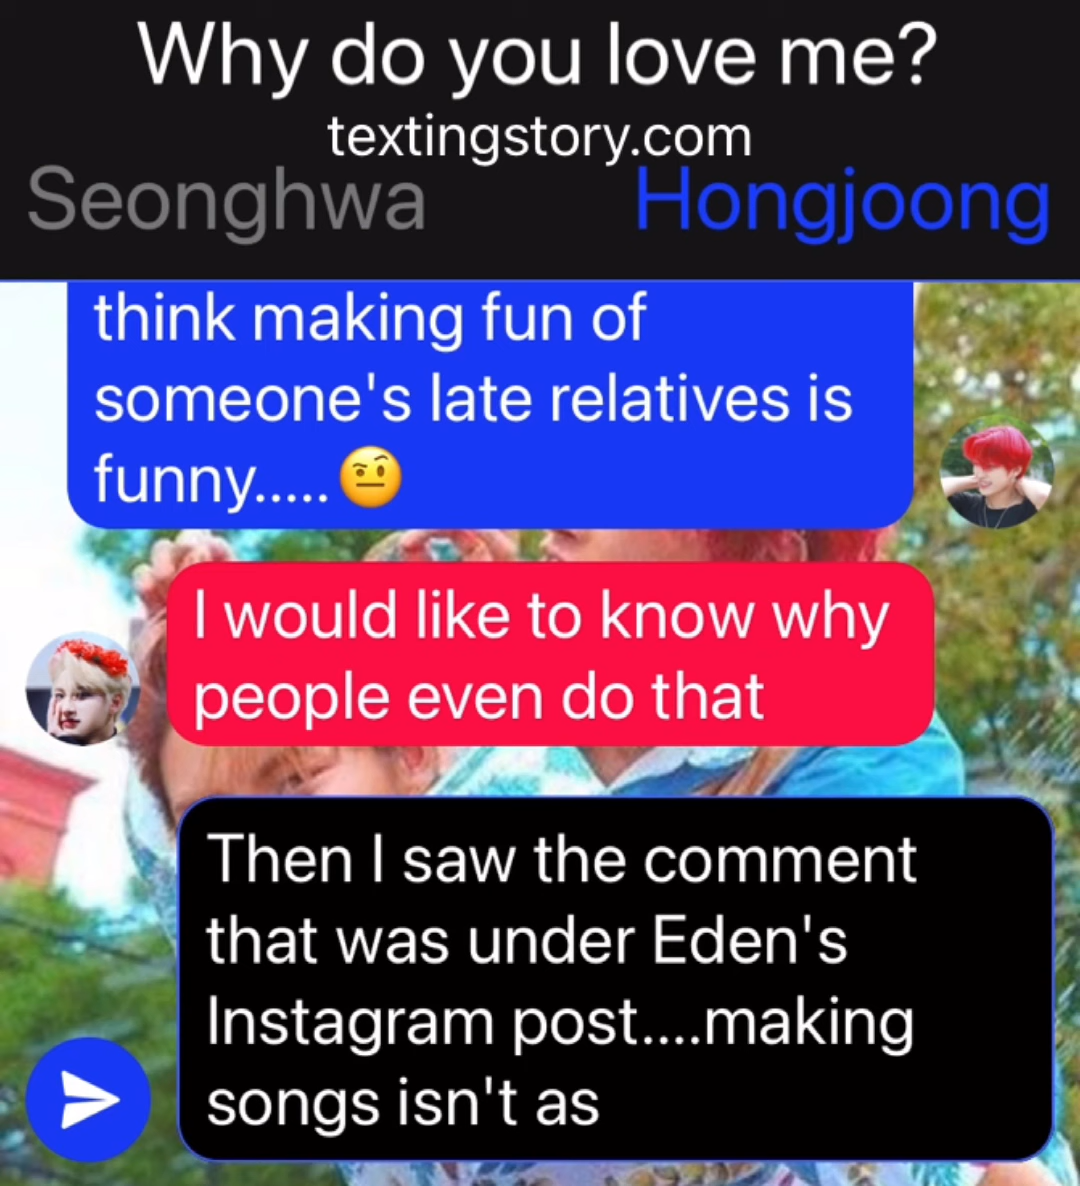 Why do you love me?
textingstory.com
Seonghwa Hongjoong
think making fun of
someone's late relatives is
funny.....🤨
I would like to know why
people even do that
Then I saw the comment
that was under Eden's
Instagram post....making
songs isn't as